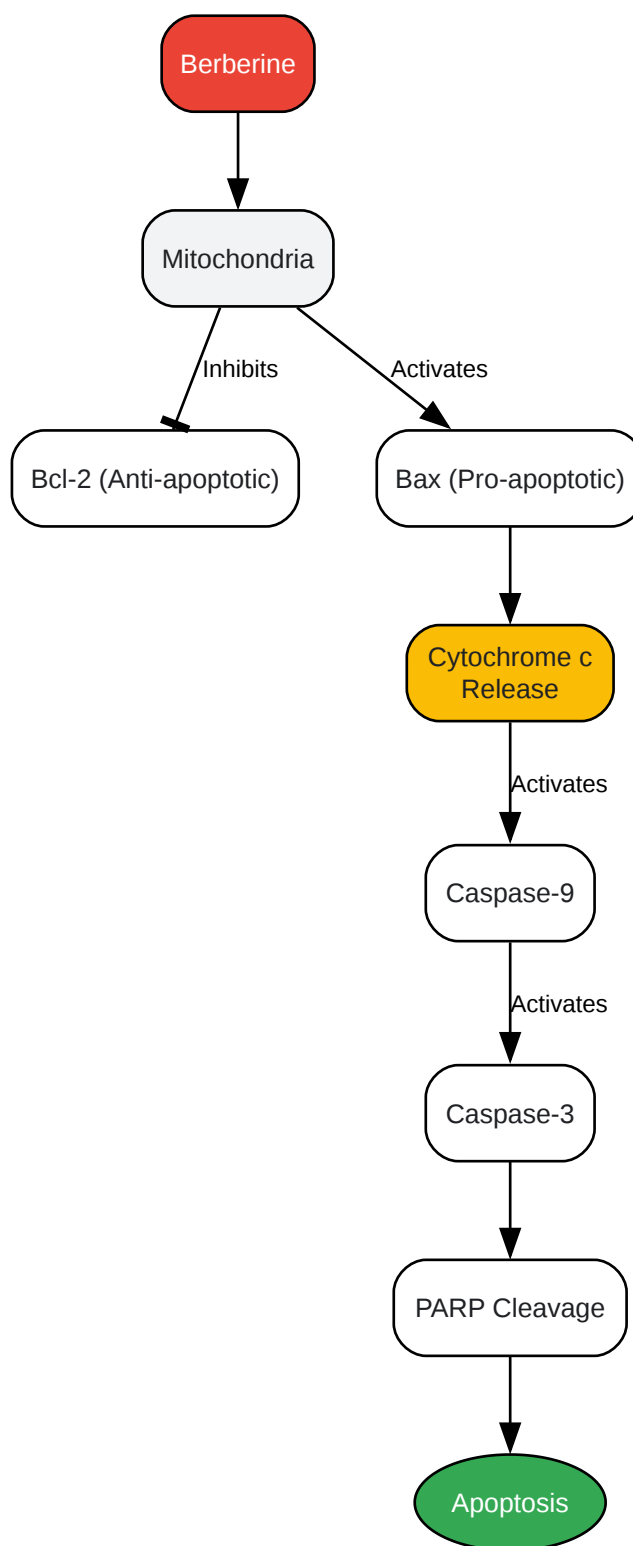 Berberine
Mitochondria
Inhibits
Activates
Bcl-2 (Anti-apoptotic)
Bax (Pro-apoptotic)
Cytochrome c
Release
Activates
Caspase-9
Activates
Caspase-3
PARP Cleavage
Apoptosis